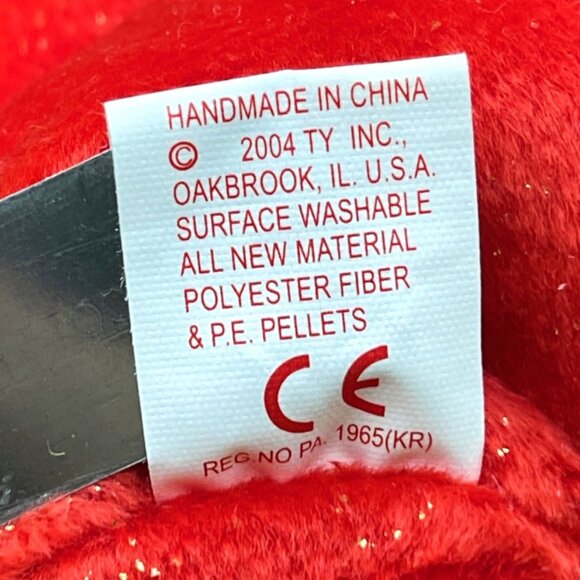 HANDMADE IN CHINA
© 2004 TY INC.,
OAKBROOK, IL. U.S.A.
SURFACE WASHABLE
ALL NEW MATERIAL
POLYESTER FIBER
& P.E. PELLETS
CE
REG.NO PA. 1965(KR)